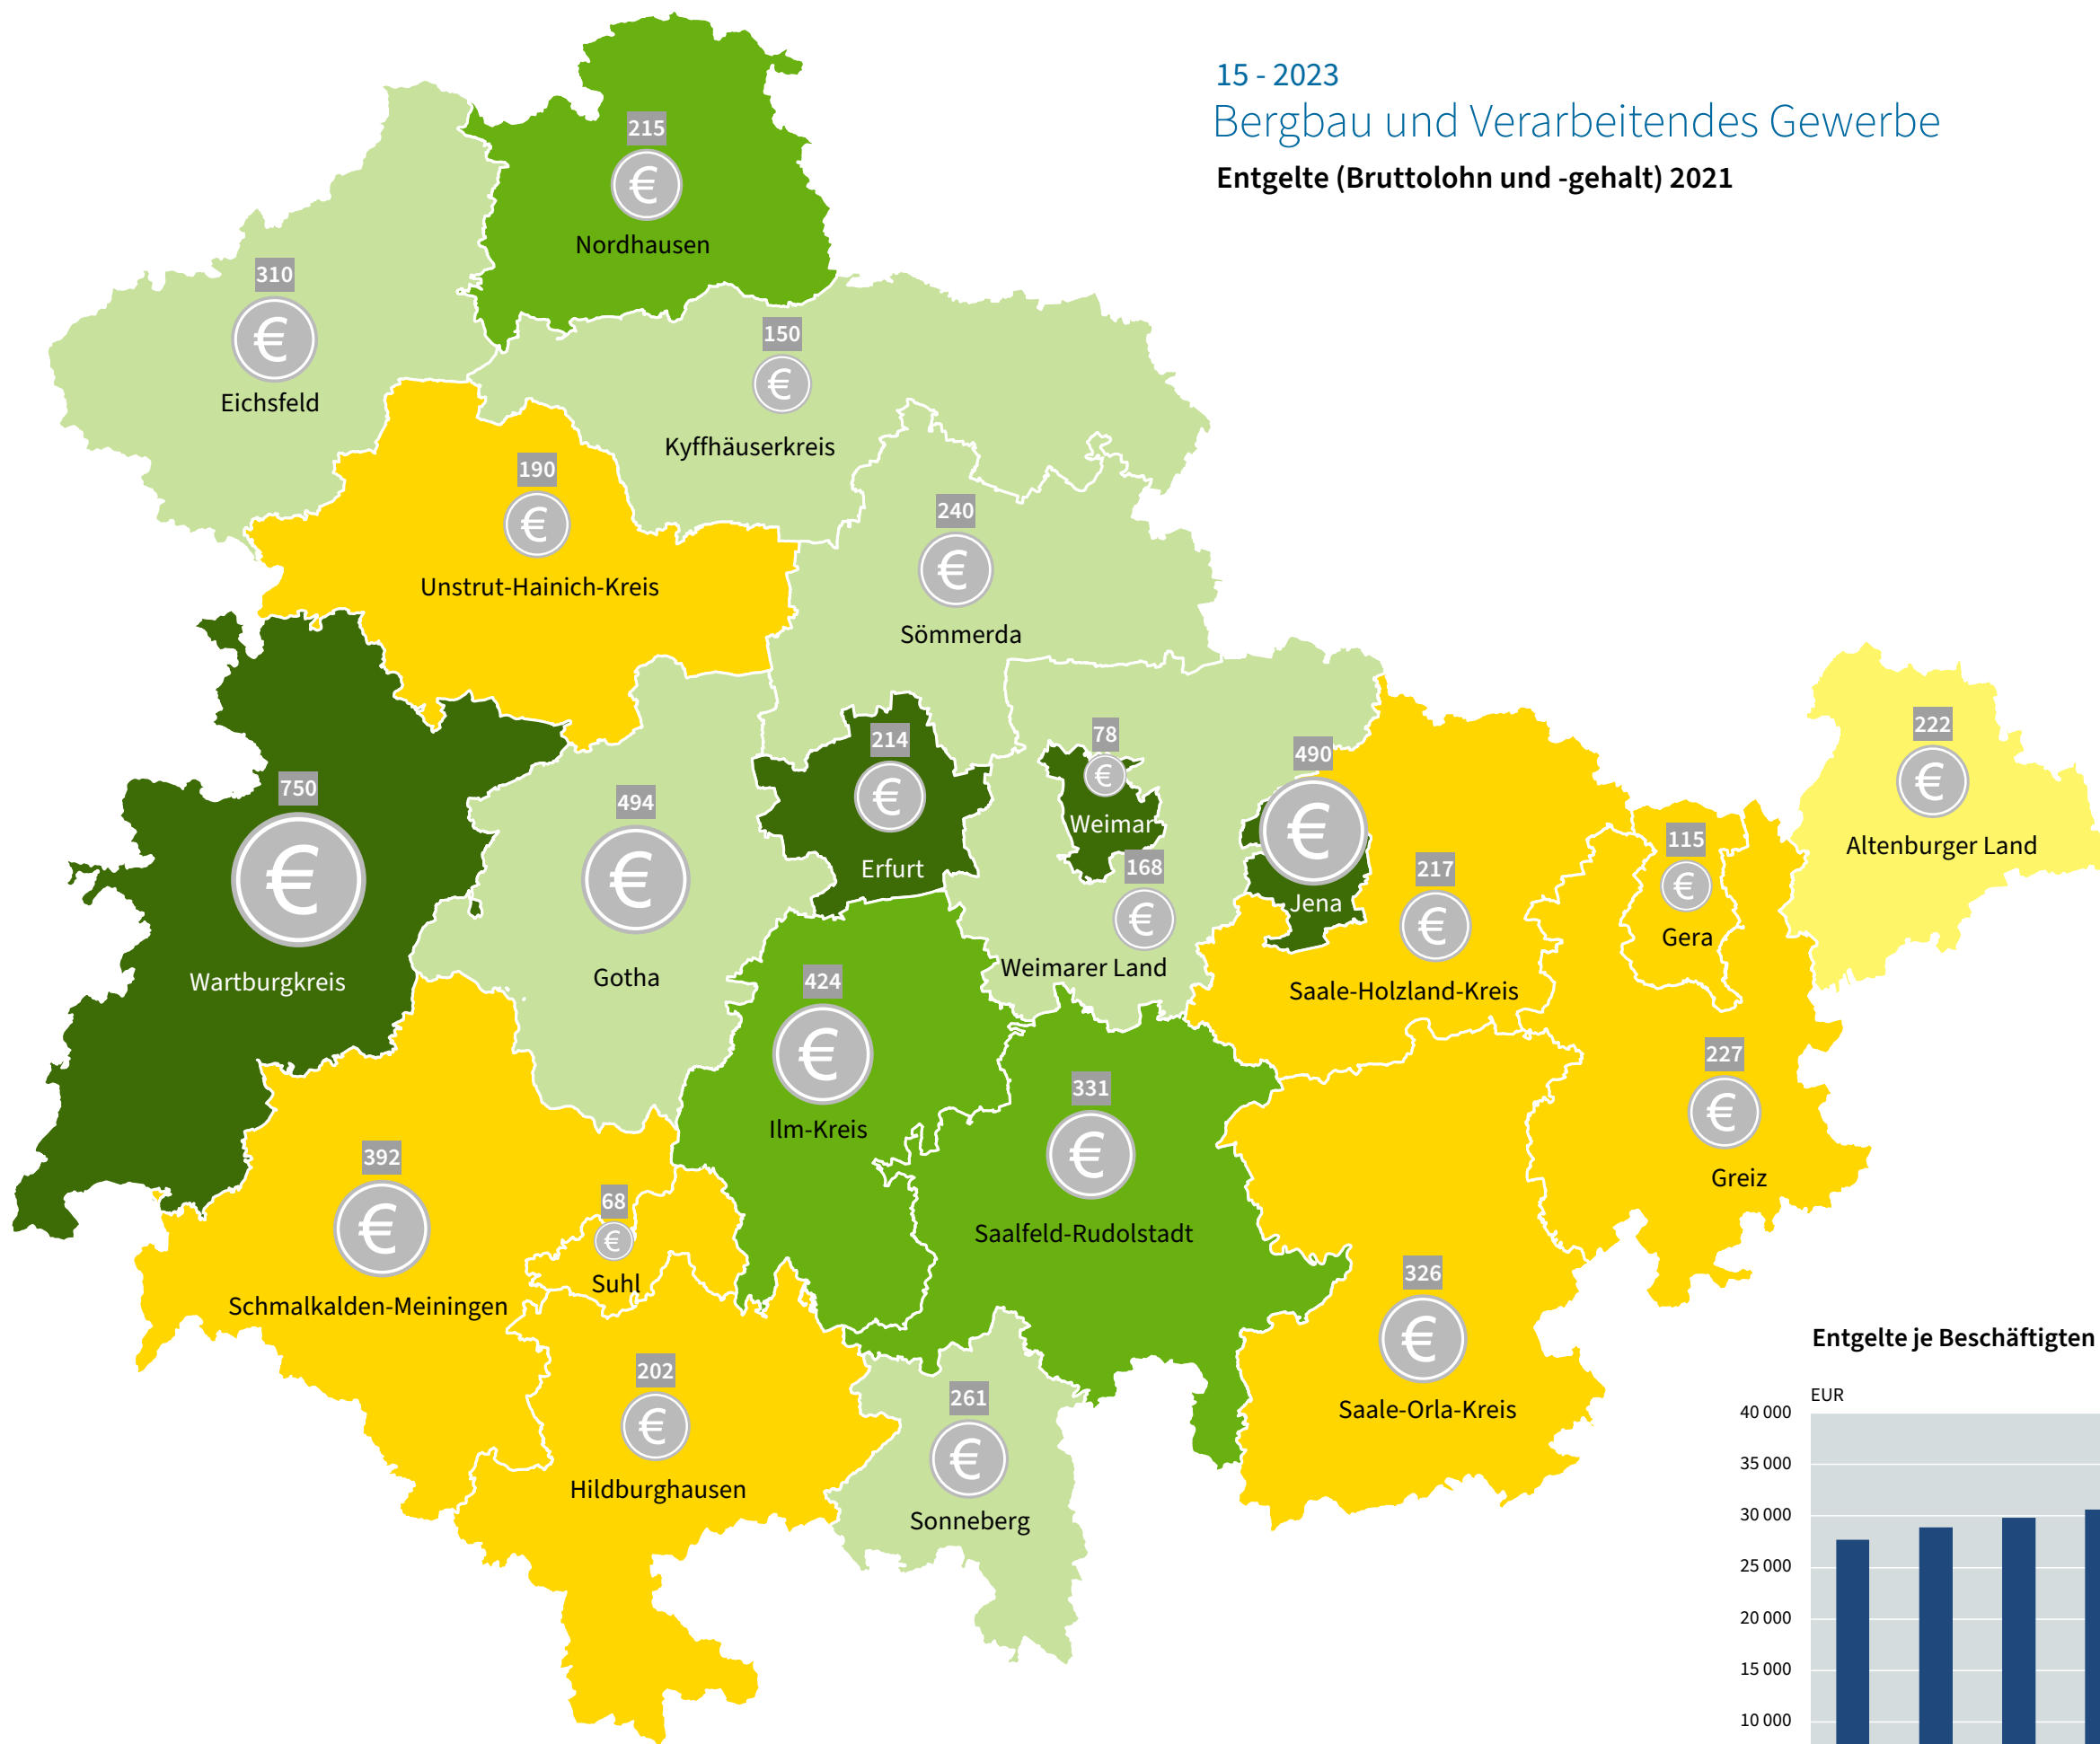 15 - 2023
Bergbau und Verarbeitendes Gewerbe
Entgelte (Bruttolohn und -gehalt) 2021
215
€
Nordhausen
310
€
Eichsfeld
150
€
Kyffhäuserkreis
190
€
Unstrut-Hainich-Kreis
240
€
Sömmerda
750
€
Wartburgkreis
494
€
Gotha
214
€
Erfurt
78
€
Weimar
168
€
Weimarer Land
490
€
Jena
217
€
Saale-Holzland-Kreis
115
€
Gera
222
€
Altenburger Land
227
€
Greiz
424
€
Ilm-Kreis
331
€
Saalfeld-Rudolstadt
392
€
Schmalkalden-Meiningen
68
€
Suhl
326
€
Saale-Orla-Kreis
202
€
Hildburghausen
261
€
Sonneberg
Entgelte je Beschäftigten
EUR
40 000
35 000
30 000
25 000
20 000
15 000
10 000